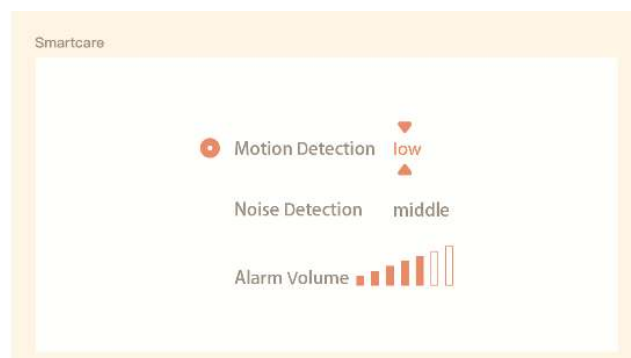 Smartcare
Motion Detection low
Noise Detection middle
Alarm Volume